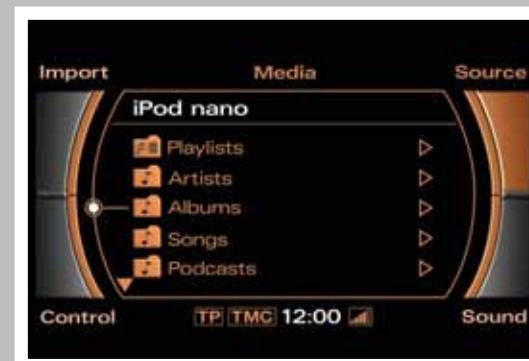 Import Media Source
iPod nano
Playlists
Artists
Albums
Songs
Podcasts
Control TP TMC 12:00 Sound